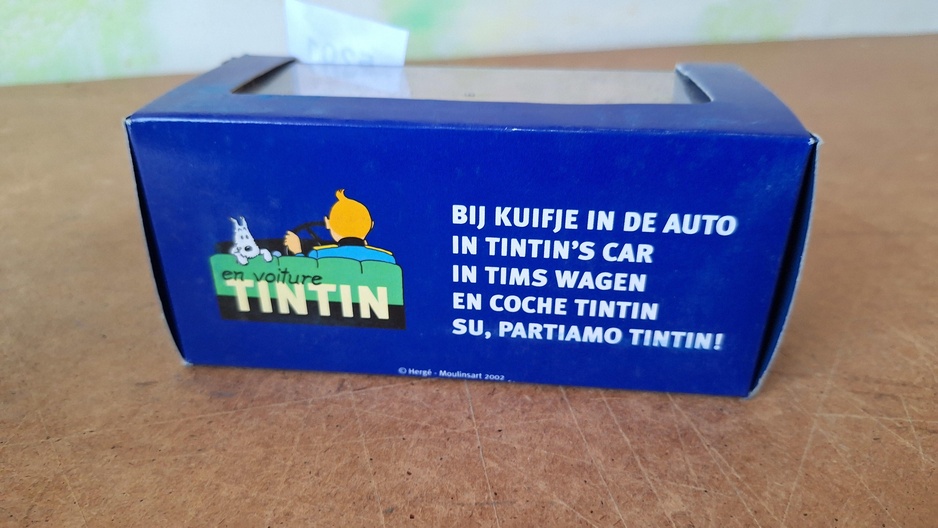 en voiture
TINTIN
BIJ KUIFJE IN DE AUTO
IN TINTIN'S CAR
IN TIMS WAGEN
EN COCHE TINTIN
SU, PARTIAMO TINTIN!
© Hergé - Moulinsart 2002